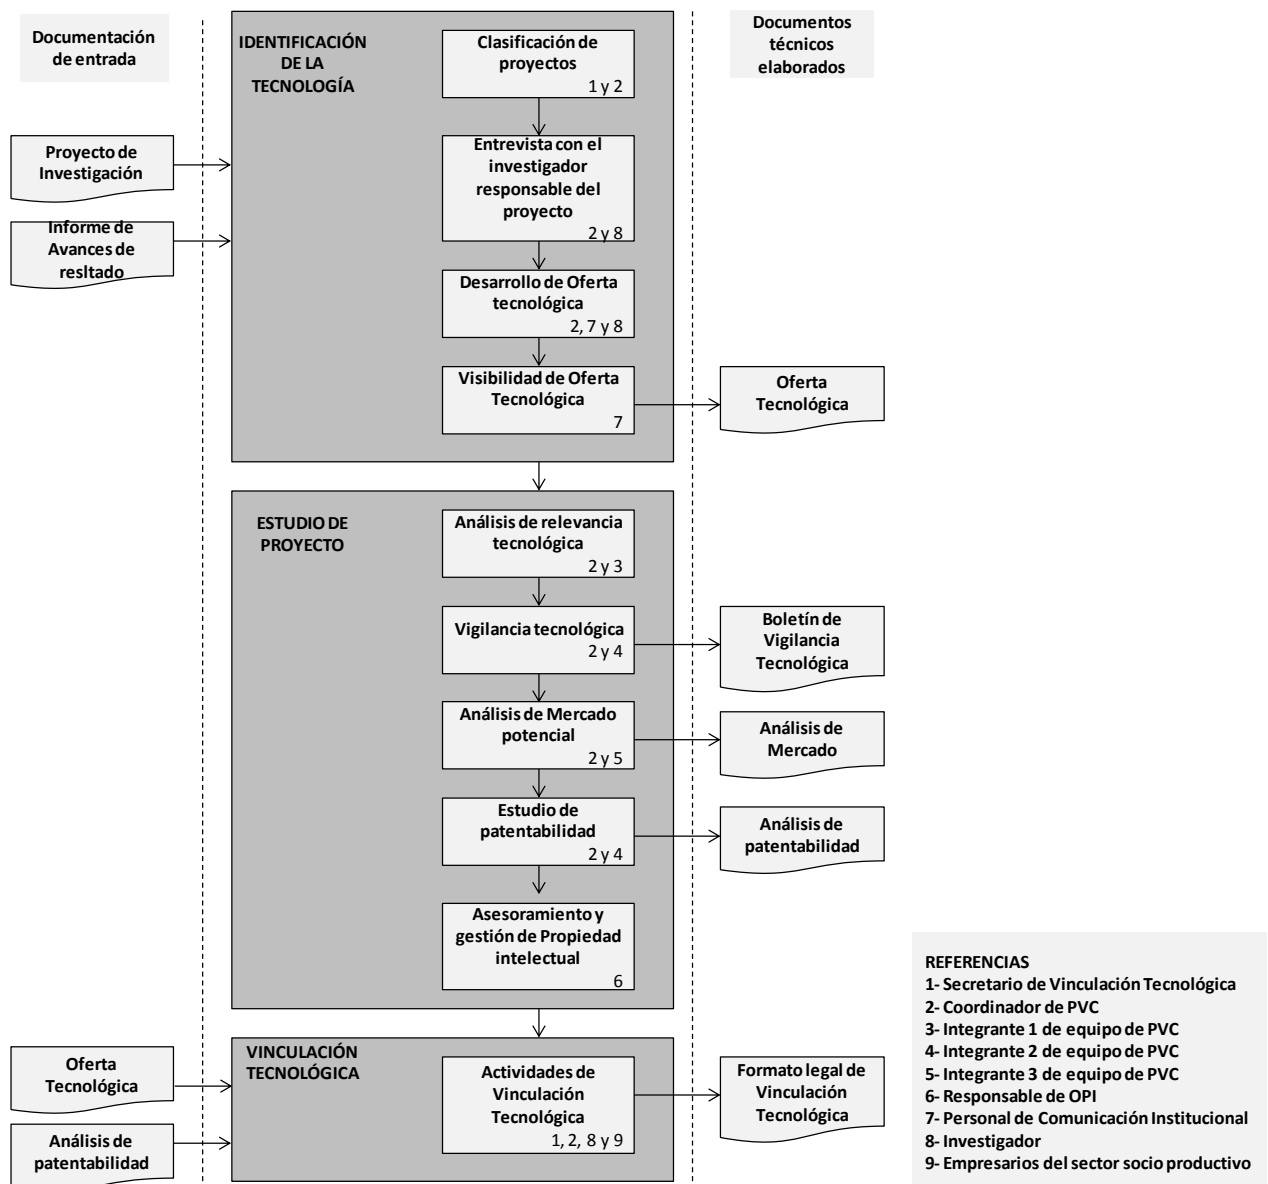 Documentación
de entrada
Documentos
técnicos
elaborados
IDENTIFICACIÓN
DE LA
TECNOLOGÍA
Clasificación de
proyectos
1 y 2
Proyecto de
Investigación
Entrevista con el
investigador
responsable del
proyecto
2 y 8
Informe de
Avances de
resltado
Desarrollo de Oferta
tecnológica
2, 7 y 8
Visibilidad de Oferta
Tecnológica
7
Oferta
Tecnológica
ESTUDIO DE
PROYECTO
Análisis de relevancia
tecnológica
2 y 3
Vigilancia tecnológica
2 y 4
Boletín de
Vigilancia
Tecnológica
Análisis de Mercado
potencial
2 y 5
Análisis de
Mercado
Estudio de
patentabilidad
2 y 4
Análisis de
patentabilidad
Asesoramiento y
gestión de Propiedad
intelectual
6
VINCULACIÓN
TECNOLÓGICA
Oferta
Tecnológica
Análisis de
patentabilidad
Actividades de
Vinculación
Tecnológica
1, 2, 8 y 9
Formato legal de
Vinculación
Tecnológica
REFERENCIAS
1- Secretario de Vinculación Tecnológica
2- Coordinador de PVC
3- Integrante 1 de equipo de PVC
4- Integrante 2 de equipo de PVC
5- Integrante 3 de equipo de PVC
6- Responsable de OPI
7- Personal de Comunicación Institucional
8- Investigador
9- Empresarios del sector socio productivo